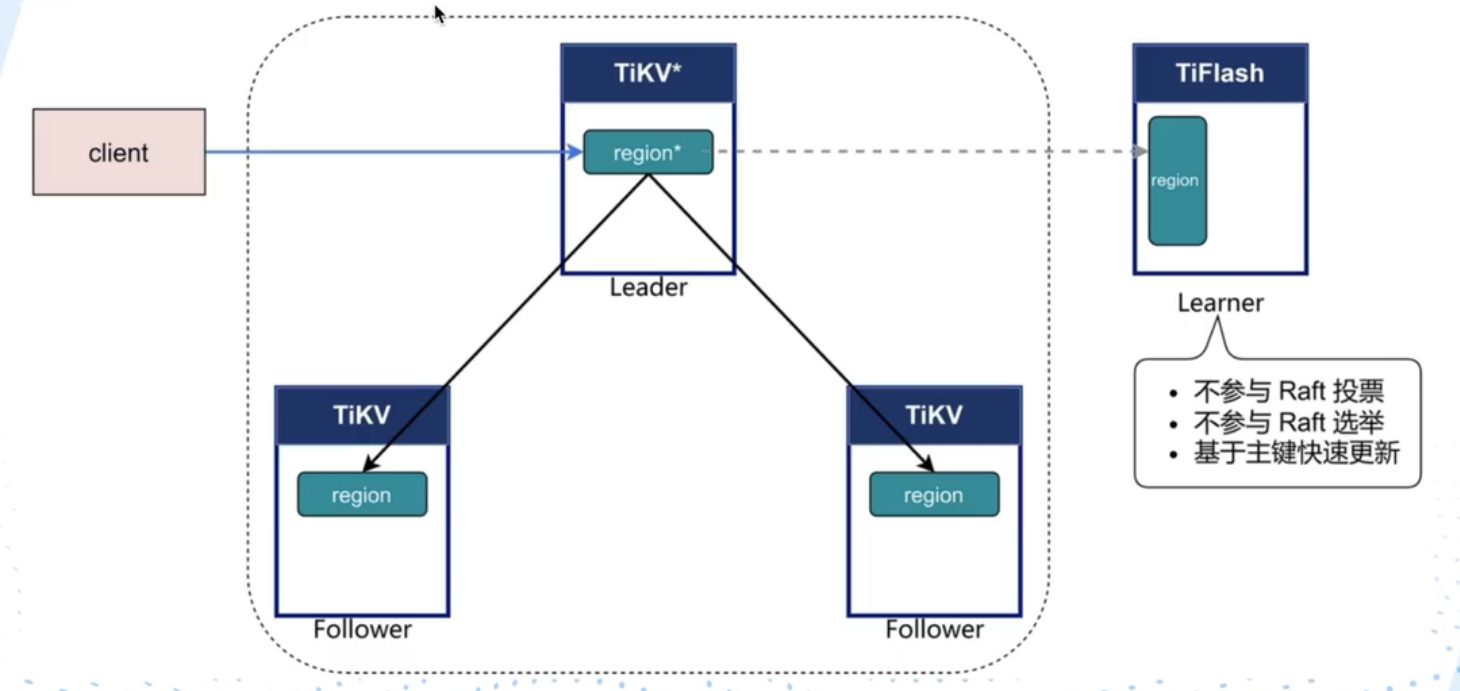 TiKV*
TiFlash
client
region*
region
Leader
Learner
不参与 Raft 投票
不参与 Raft 选举
基于主键快速更新
TiKV
TiKV
region
region
Follower
Follower